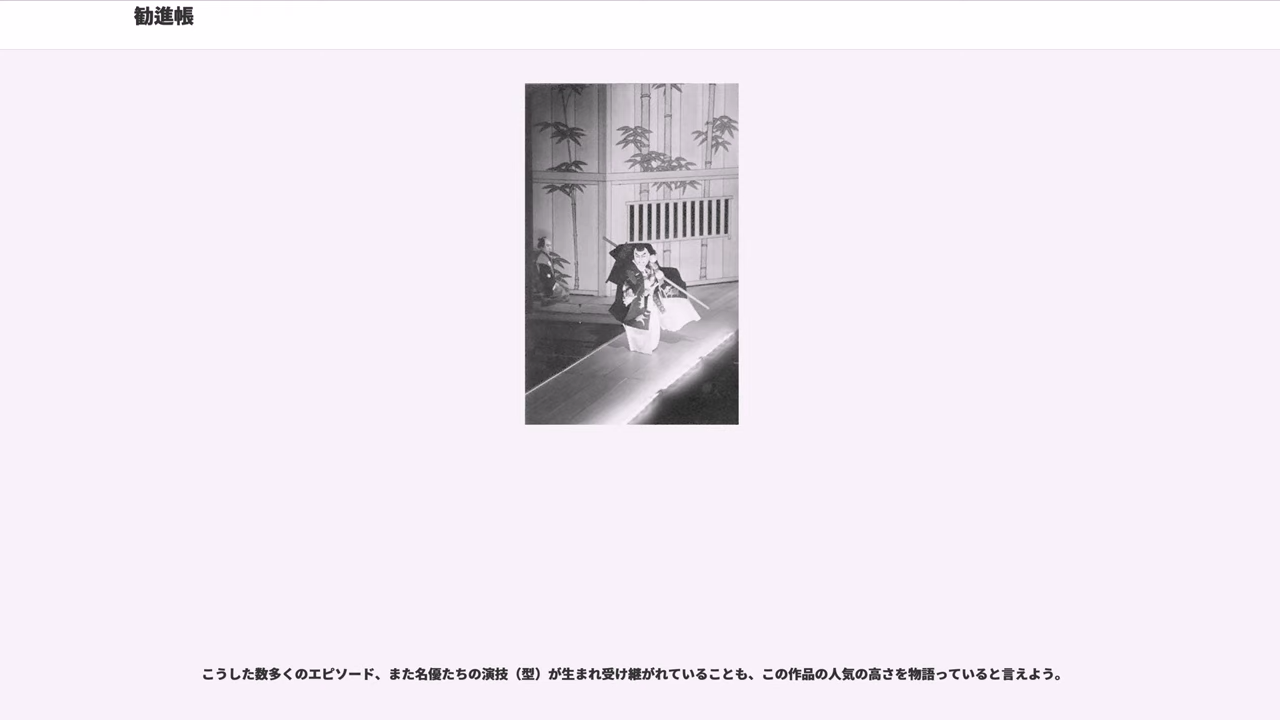 勧進帳
こうした数多くのエピソード、また名優たちの演技（型）が生まれ受け継がれていることも、この作品の人気の高さを物語っていると言えよう。